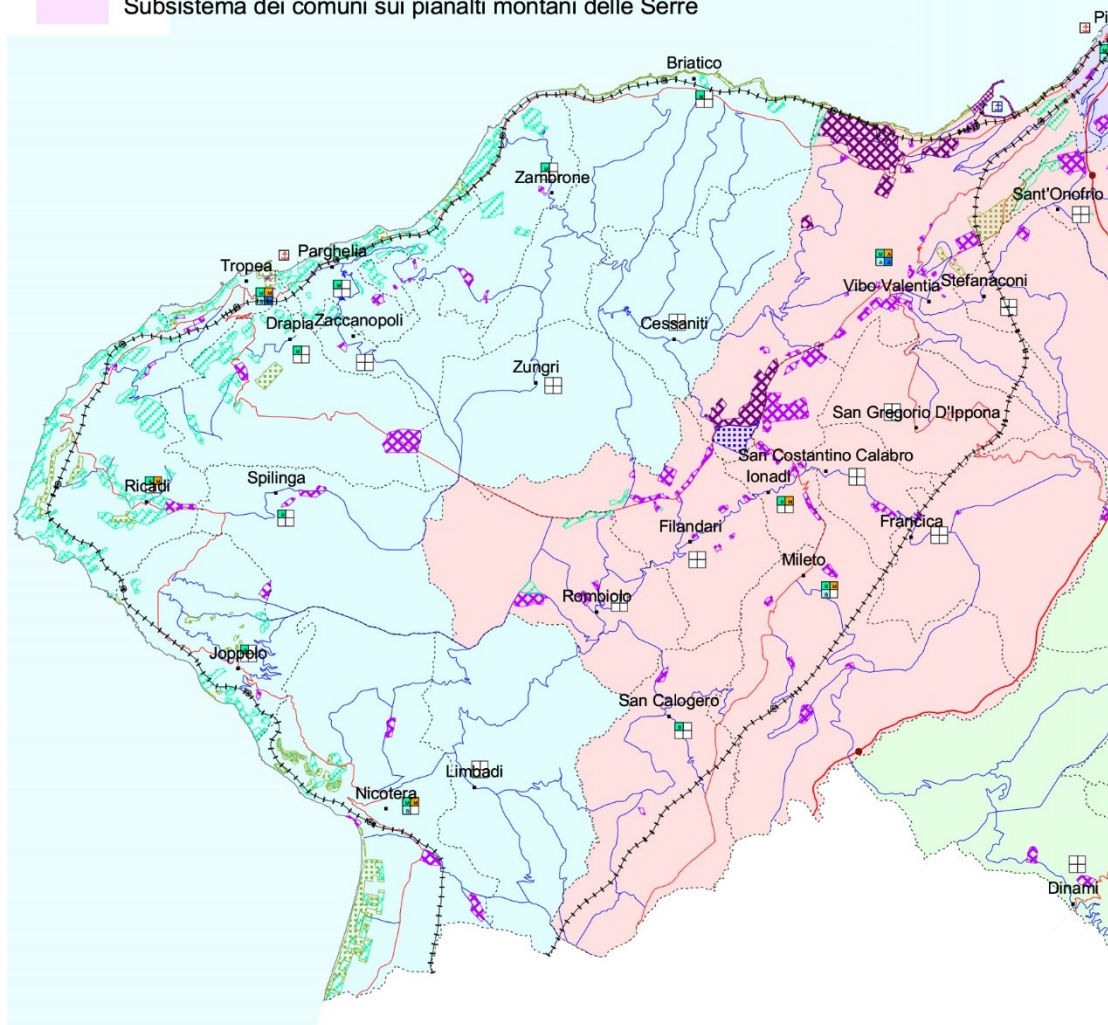 Subsistema dei comuni sui pianalti montani delle Serre
Pi
Briatico
Zambrone
Sant'Onofrio
Parghelia
Tropea
Vibo Valentia
Stefanaconi
Drapia
Zaccanopoli
Cessaniti
Zungri
San Gregorio D'Ippona
San Costantino Calabro
Ionadi
Spilinga
Ricadi
Filandari
Francica
Mileto
Rombiolo
Joppolo
San Calogero
Limbadi
Nicotera
Dinami